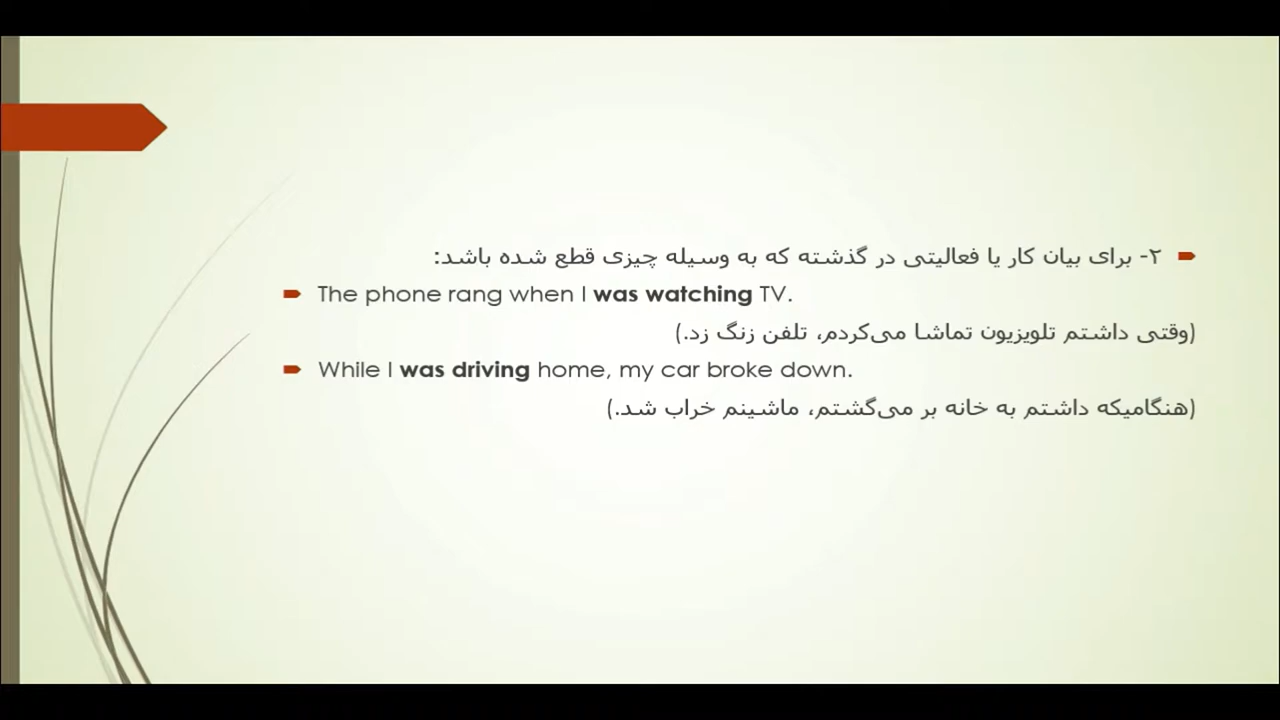 ۲- برای بیان کار یا فعالیتی در گذشته که به وسیله چیزی قطع شده باشد:
The phone rang when I was watching TV.
(وقتی داشتم تلویزیون تماشا می‌کردم، تلفن زنگ زد.)
While I was driving home, my car broke down.
(هنگامیکه داشتم به خانه بر می‌گشتم، ماشینم خراب شد.)